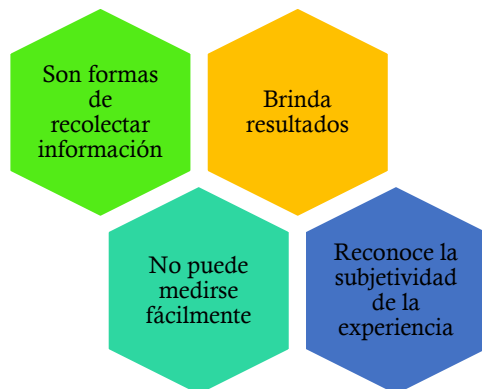 Son formas
de
recolectar
información
Brinda
resultados
No puede
medirse
fácilmente
Reconoce la
subjetividad
de la
experiencia